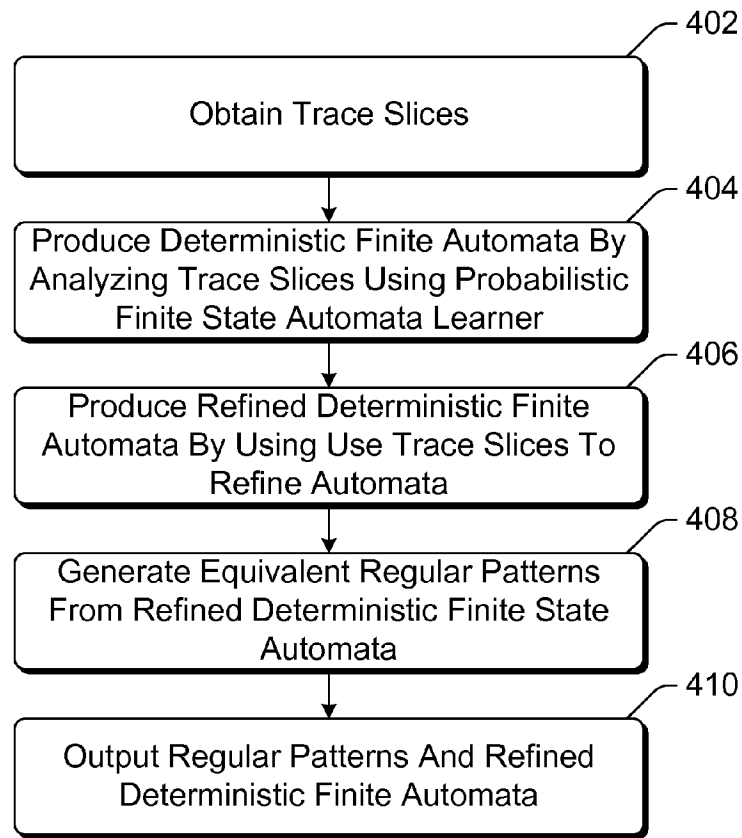 402
Obtain Trace Slices
404
Produce Deterministic Finite Automata By
Analyzing Trace Slices Using Probabilistic
Finite State Automata Learner
406
Produce Refined Deterministic Finite
Automata By Using Use Trace Slices To
Refine Automata
408
Generate Equivalent Regular Patterns
From Refined Deterministic Finite State
Automata
410
Output Regular Patterns And Refined
Deterministic Finite Automata